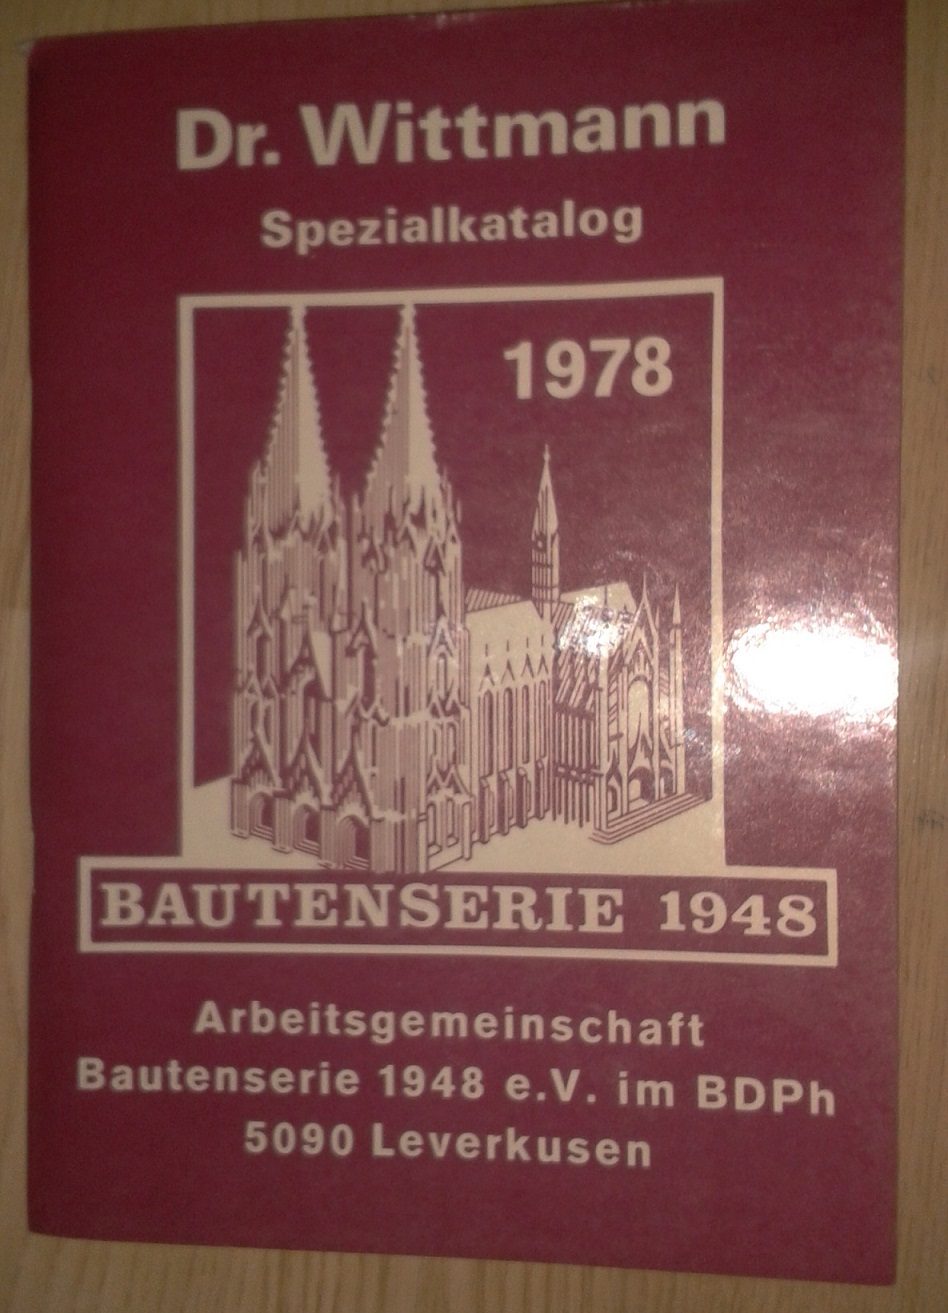 Dr. Wittmann
Spezialkatalog
1978
BAUTENSERIE 1948
Arbeitsgemeinschaft
Bautenserie 1948 e.V. im BDPh
5090 Leverkusen